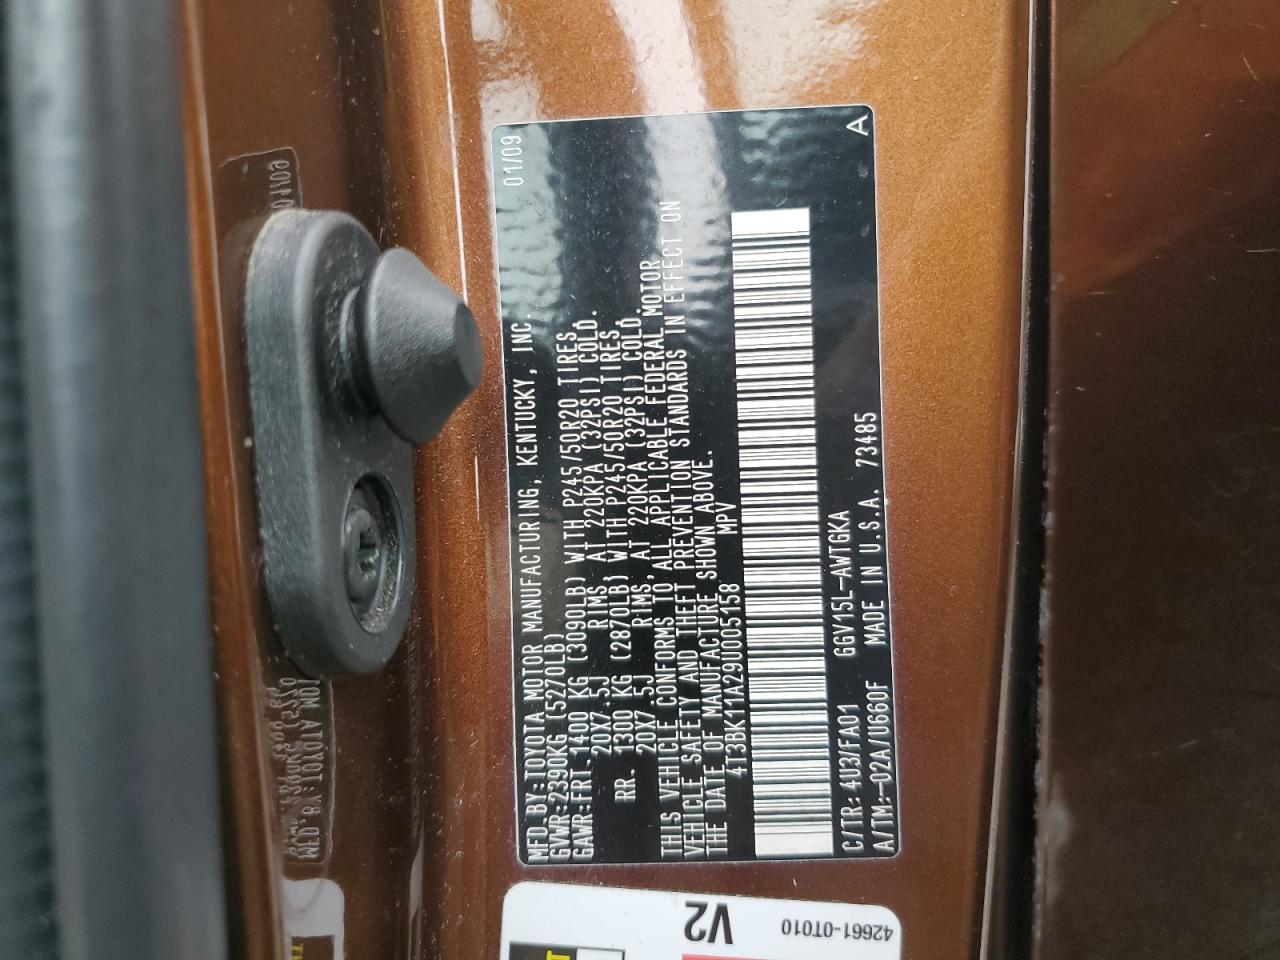 01/09
MFD.BY:TOYOTA MOTOR MANUFACTURING, KENTUCKY, INC.
GVWR:2390KG (5270LB)
GAWR:FRT. 1400 KG (3090LB) WITH P245/50R20 TIRES,
20X7.5J RIMS, AT 220KPA (32PSI) COLD.
RR. 1300 KG (2870LB) WITH P245/50R20 TIRES,
20X7.5J RIMS, AT 220KPA (32PSI) COLD.
THIS VEHICLE CONFORMS TO ALL APPLICABLE FEDERAL MOTOR
VEHICLE SAFETY AND THEFT PREVENTION STANDARDS IN EFFECT ON
THE DATE OF MANUFACTURE SHOWN ABOVE.
4T3BK11A29U005158 MPV
C/TR:4U3/FA01 GGV15L-AWTGKA
A/TM:-02A/U660F MADE IN U.S.A. 73485 A
V2
42661-0T010